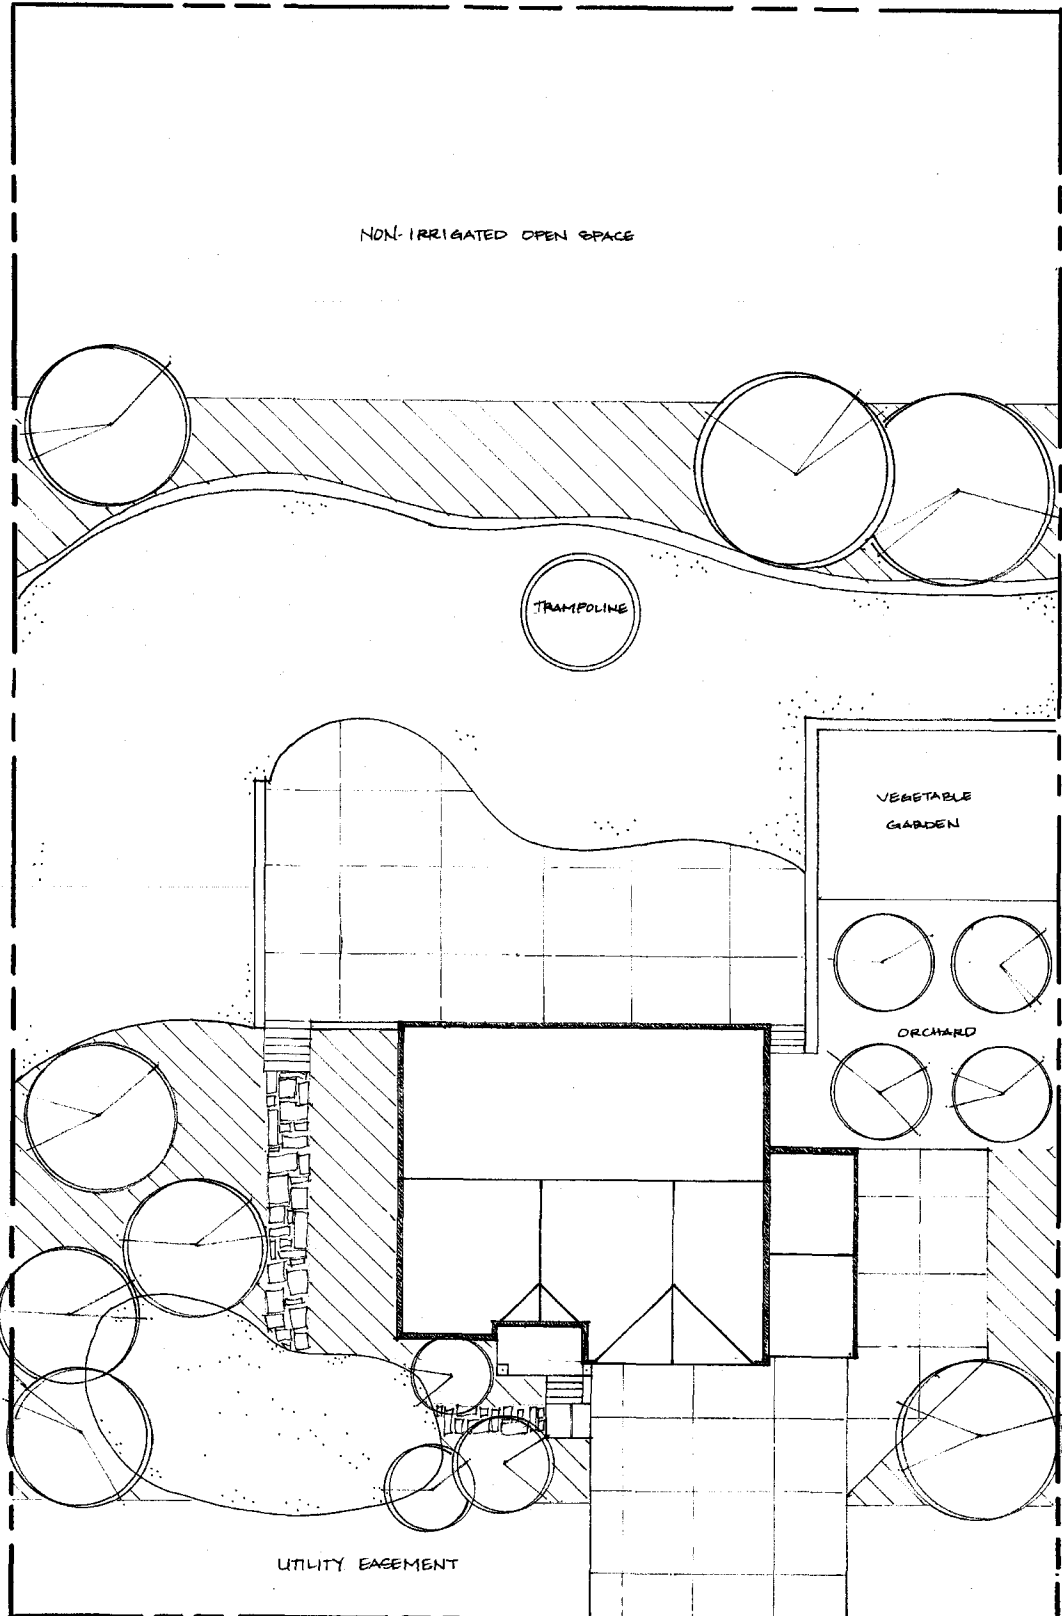 NON-IRRIGATED OPEN SPACE
TRAMPOLINE
VEGETABLE
GARDEN
ORCHARD
UTILITY EASEMENT